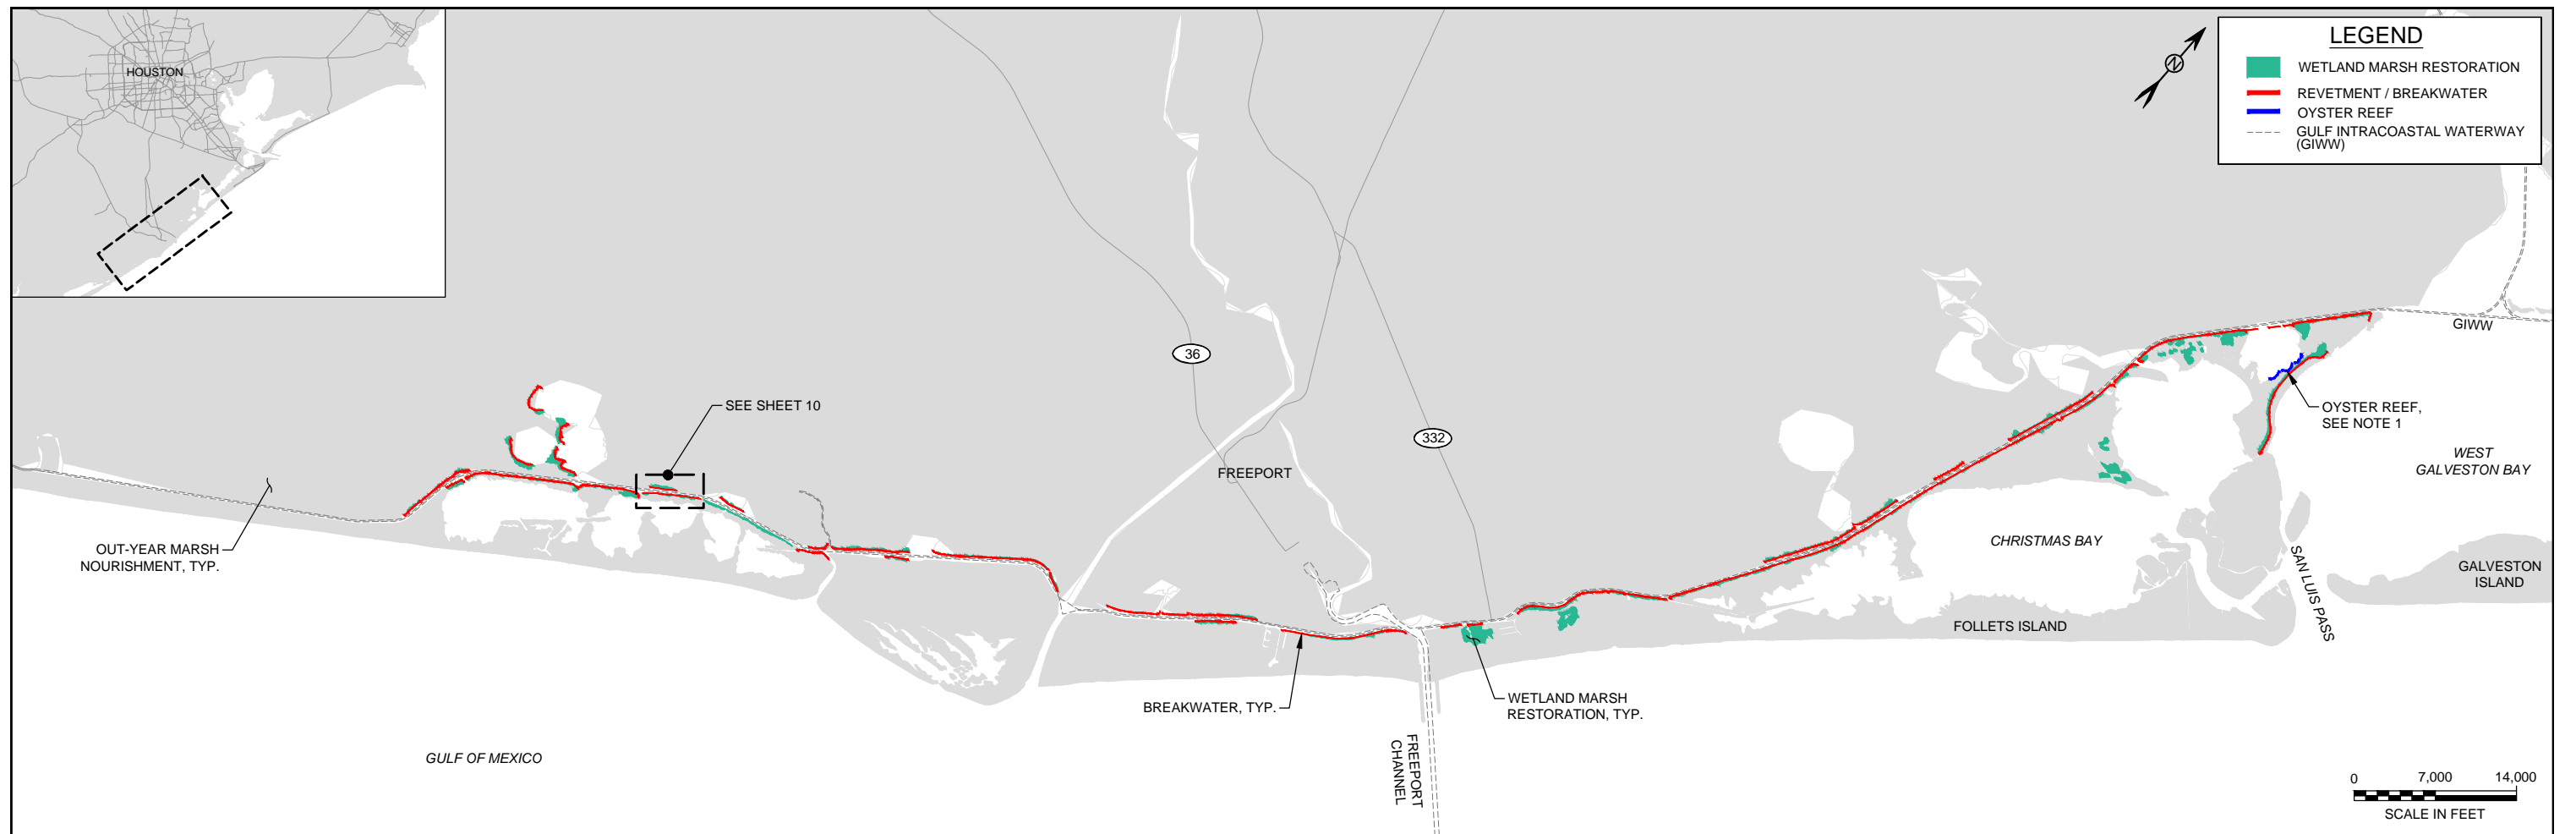 HOUSTON
N
LEGEND
WETLAND MARSH RESTORATION
REVETMENT / BREAKWATER
OYSTER REEF
GULF INTRACOASTAL WATERWAY
(GIWW)
GIWW
36
SEE SHEET 10
332
OYSTER REEF,
SEE NOTE 1
FREEPORT
WEST
GALVESTON BAY
OUT-YEAR MARSH
NOURISHMENT, TYP.
CHRISTMAS BAY
SAN LUIS PASS
GALVESTON
ISLAND
FOLLETS ISLAND
BREAKWATER, TYP.
WETLAND MARSH
RESTORATION, TYP.
GULF OF MEXICO
FREEPORT
CHANNEL
0 7,000 14,000
SCALE IN FEET